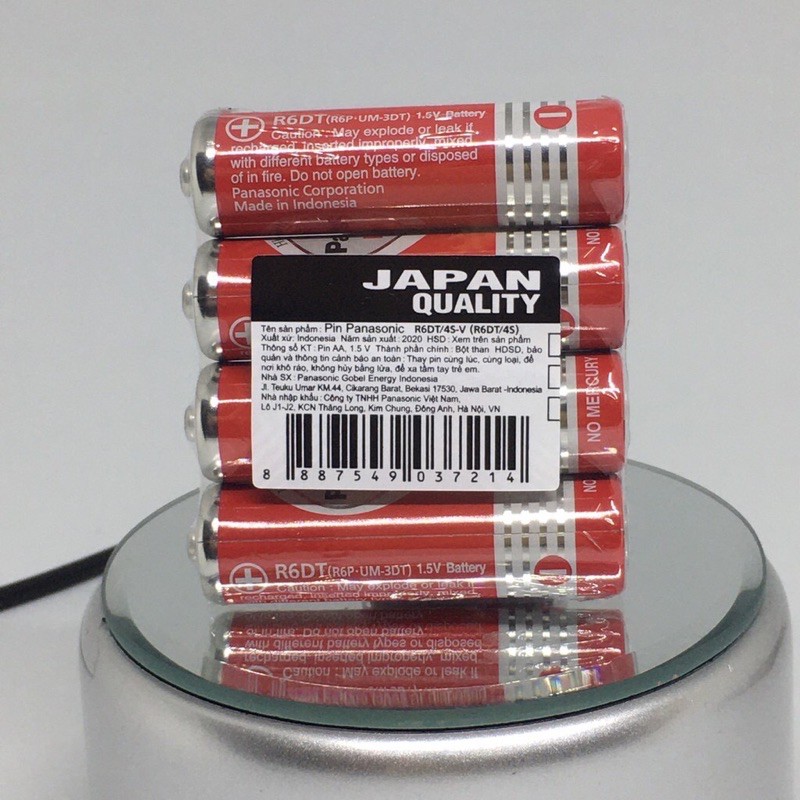 R6DT(R6P·UM-3DT) 1.5V Battery
Caution : May explode or leak if
recharged, inserted improperly, mixed
with different battery types or disposed
of in fire. Do not open battery.
Panasonic Corporation
Made in Indonesia
Pa
NO
JAPAN
QUALITY
Tên sản phẩm : Pin Panasonic R6DT/4S-V (R6DT/4S)
Xuất xứ: Indonesia Năm sản xuất : 2020 HSD : Xem trên sản phẩm
Thông số KT : Pin AA, 1.5 V Thành phần chính : Bột than HDSD, bảo
quản và thông tin cảnh báo an toàn : Thay pin cùng lúc, cùng loại, để
nơi khô ráo, không hủy bằng lửa, để xa tầm tay trẻ em.
Nhà SX : Panasonic Gobel Energy Indonesia
Jl. Teuku Umar KM.44, Cikarang Barat, Bekasi 17530, Jawa Barat -Indonesia
Nhà nhập khẩu : Công ty TNHH Panasonic Việt Nam,
Lô J1-J2, KCN Thăng Long, Kim Chung, Đông Anh, Hà Nội, VN
8 887549 037214
NO MERCURY
NO
R6DT(R6P·UM-3DT) 1.5V Battery
Caution : May explode or leak if
recharged, inserted improperly, mixed